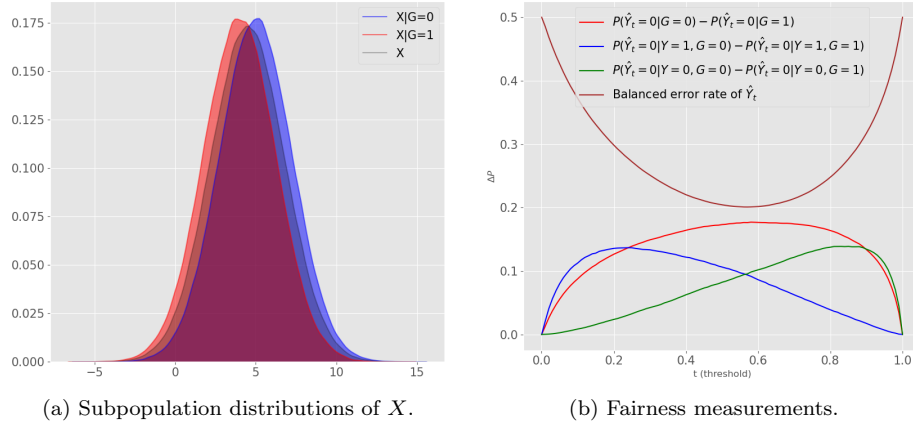 0.175
0.150
0.125
0.100
0.075
0.050
0.025
0.000
−5
0
5
10
15
X|G=0
X|G=1
X
(a) Subpopulation distributions of X.
0.5
0.4
0.3
0.2
0.1
0.0
ΔP
0.0
0.2
0.4
0.6
0.8
1.0
t (threshold)
P(Ŷ_t = 0|G = 0) − P(Ŷ_t = 0|G = 1)
P(Ŷ_t = 0|Y = 1, G = 0) − P(Ŷ_t = 0|Y = 1, G = 1)
P(Ŷ_t = 0|Y = 0, G = 0) − P(Ŷ_t = 0|Y = 0, G = 1)
Balanced error rate of Ŷ_t
(b) Fairness measurements.